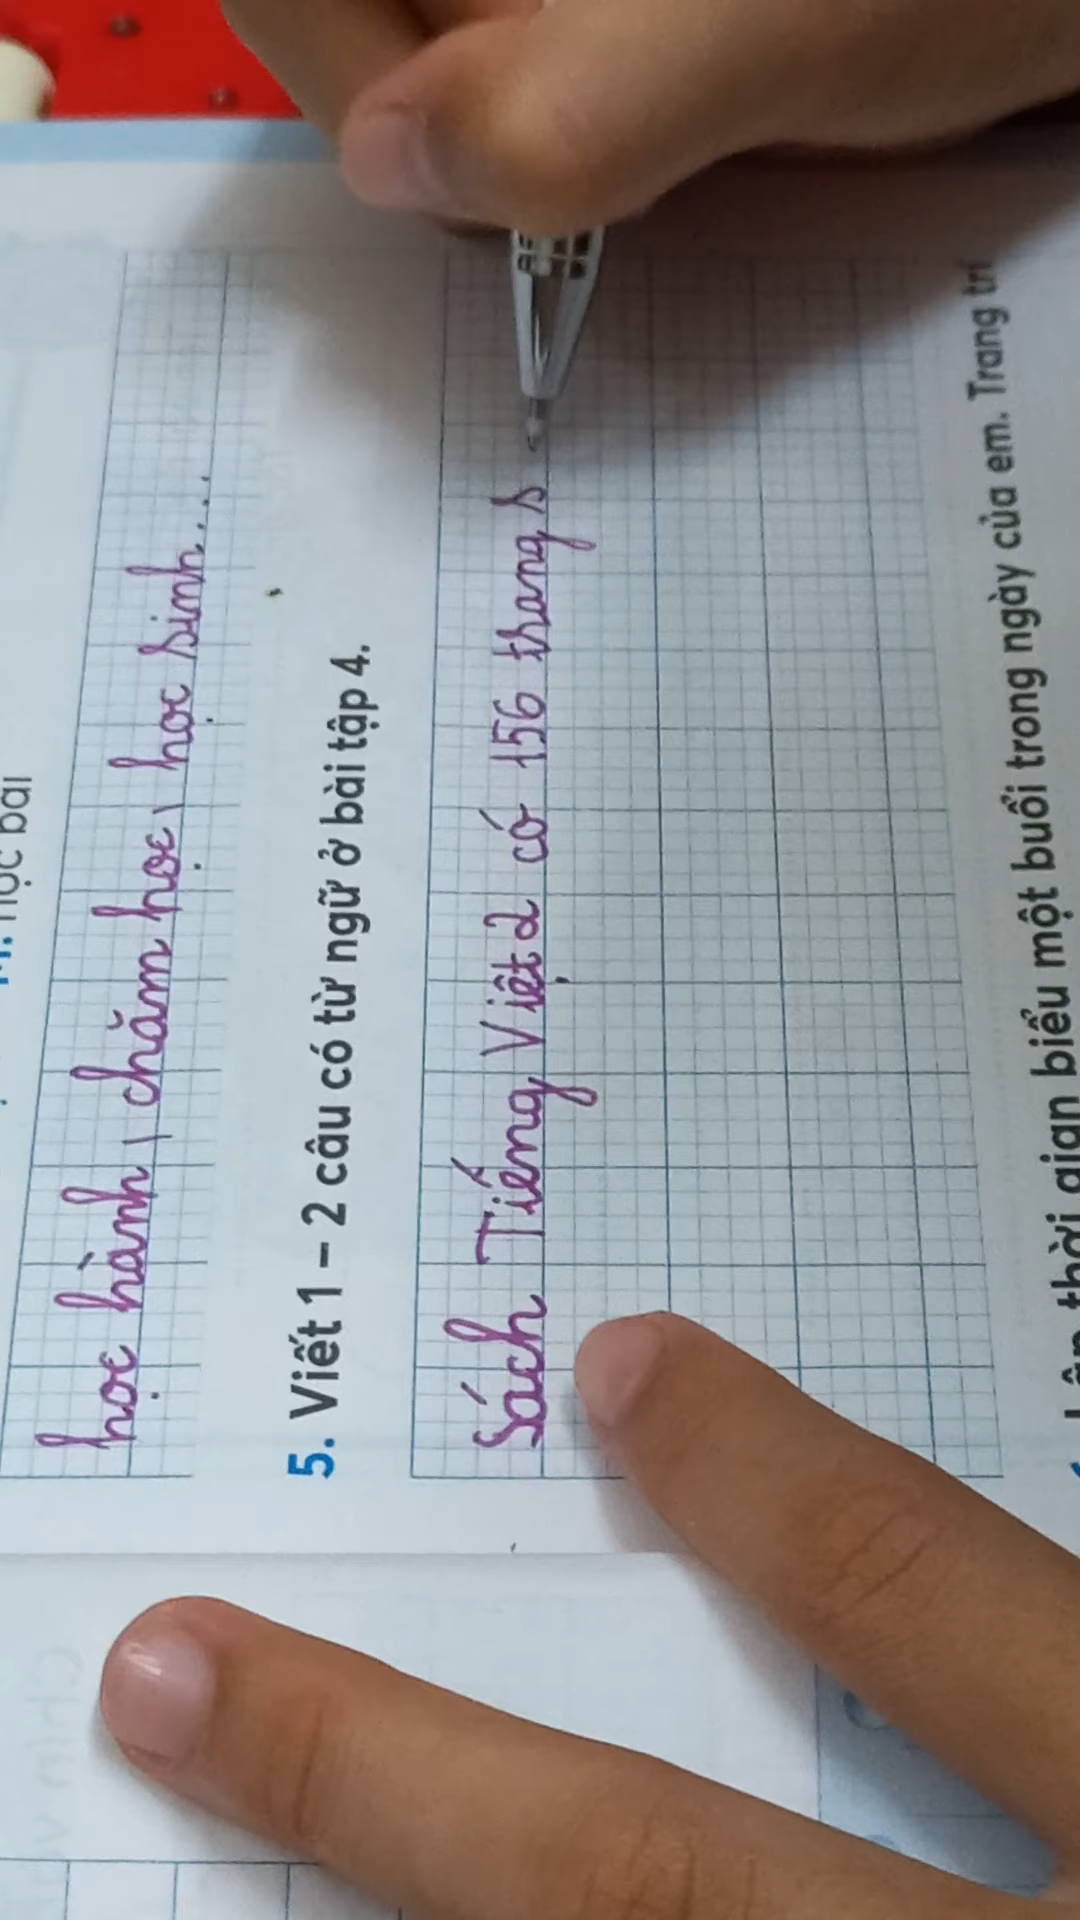 học bài
học hành, chăm học, học sinh...
5. Viết 1 – 2 câu có từ ngữ ở bài tập 4.
Sách Tiếng Việt 2 có 156 trang s
thời gian biểu một buổi trong ngày của em. Trang trí